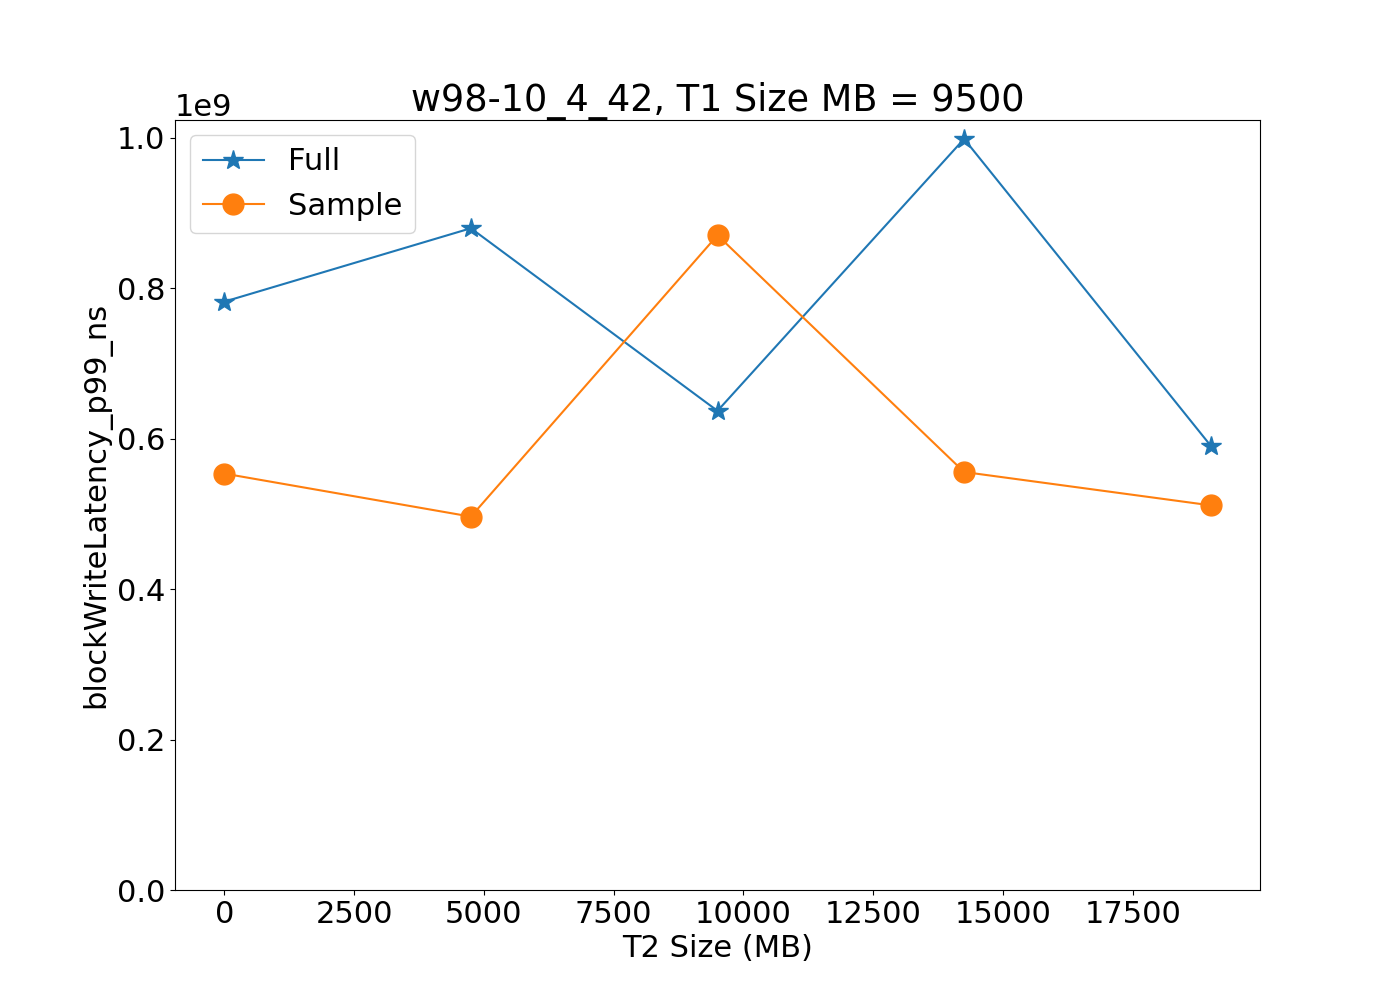 w98-10_4_42, T1 Size MB = 9500
1e9
Full
Sample
1.0
0.8
0.6
0.4
0.2
0.0
blockWriteLatency_p99_ns
0 2500 5000 7500 10000 12500 15000 17500
T2 Size (MB)